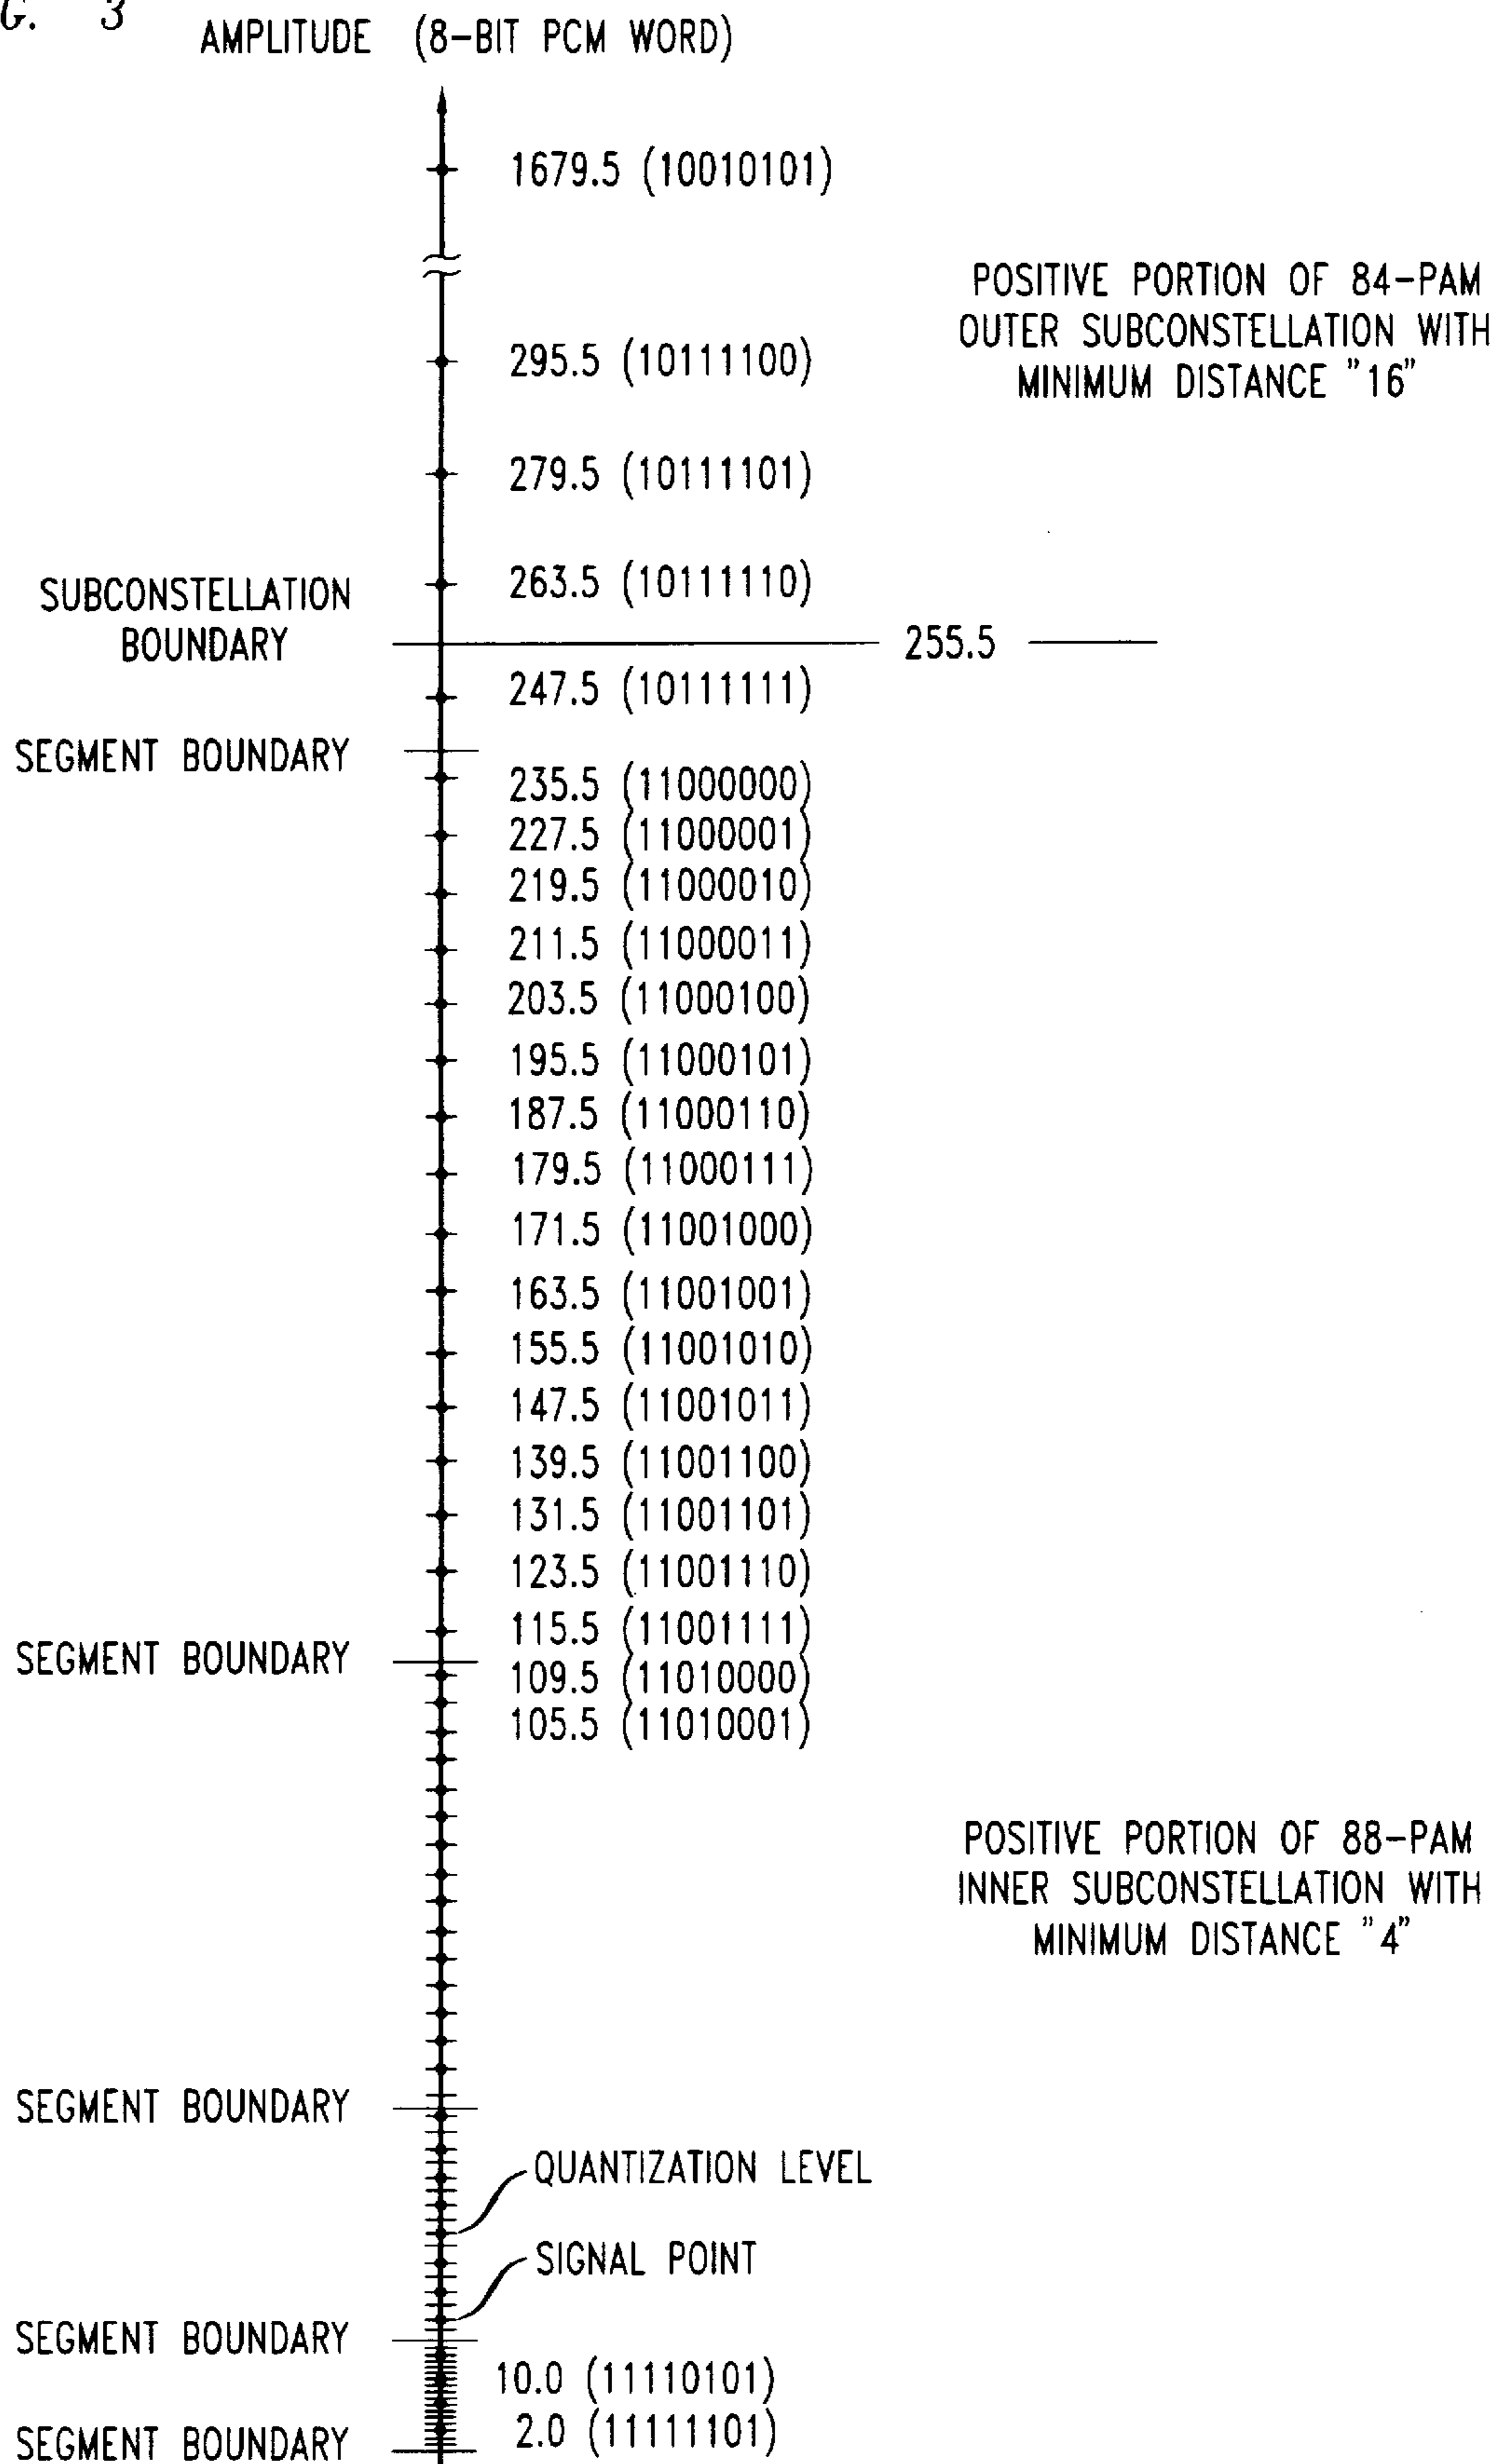 G. 3
AMPLITUDE (8-BIT PCM WORD)
1679.5 (10010101)
POSITIVE PORTION OF 84-PAM
OUTER SUBCONSTELLATION WITH
MINIMUM DISTANCE "16"
295.5 (10111100)
279.5 (10111101)
263.5 (10111110)
SUBCONSTELLATION
BOUNDARY
255.5
247.5 (10111111)
SEGMENT BOUNDARY
235.5 (11000000)
227.5 (11000001)
219.5 (11000010)
211.5 (11000011)
203.5 (11000100)
195.5 (11000101)
187.5 (11000110)
179.5 (11000111)
171.5 (11001000)
163.5 (11001001)
155.5 (11001010)
147.5 (11001011)
139.5 (11001100)
131.5 (11001101)
123.5 (11001110)
115.5 (11001111)
SEGMENT BOUNDARY
109.5 (11010000)
105.5 (11010001)
POSITIVE PORTION OF 88-PAM
INNER SUBCONSTELLATION WITH
MINIMUM DISTANCE "4"
SEGMENT BOUNDARY
QUANTIZATION LEVEL
SIGNAL POINT
SEGMENT BOUNDARY
10.0 (11110101)
2.0 (11111101)
SEGMENT BOUNDARY